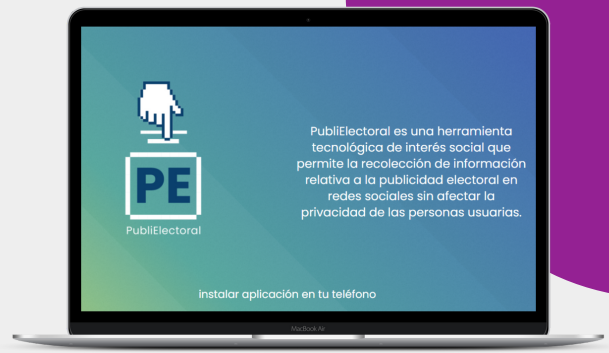 PE
PubliElectoral
PubliElectoral es una herramienta
tecnológica de interés social que
permite la recolección de información
relativa a la publicidad electoral en
redes sociales sin afectar la
privacidad de las personas usuarias.
instalar aplicación en tu teléfono
MacBook Air